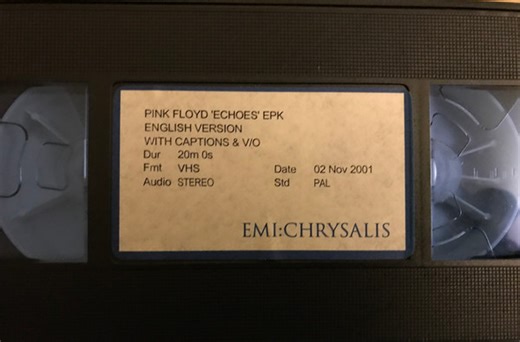 PINK FLOYD 'ECHOES' EPK
ENGLISH VERSION
WITH CAPTIONS & V/O
Dur 20m 0s
Fmt VHS Date 02 Nov 2001
Audio STEREO Std PAL
EMI:CHRYSALIS